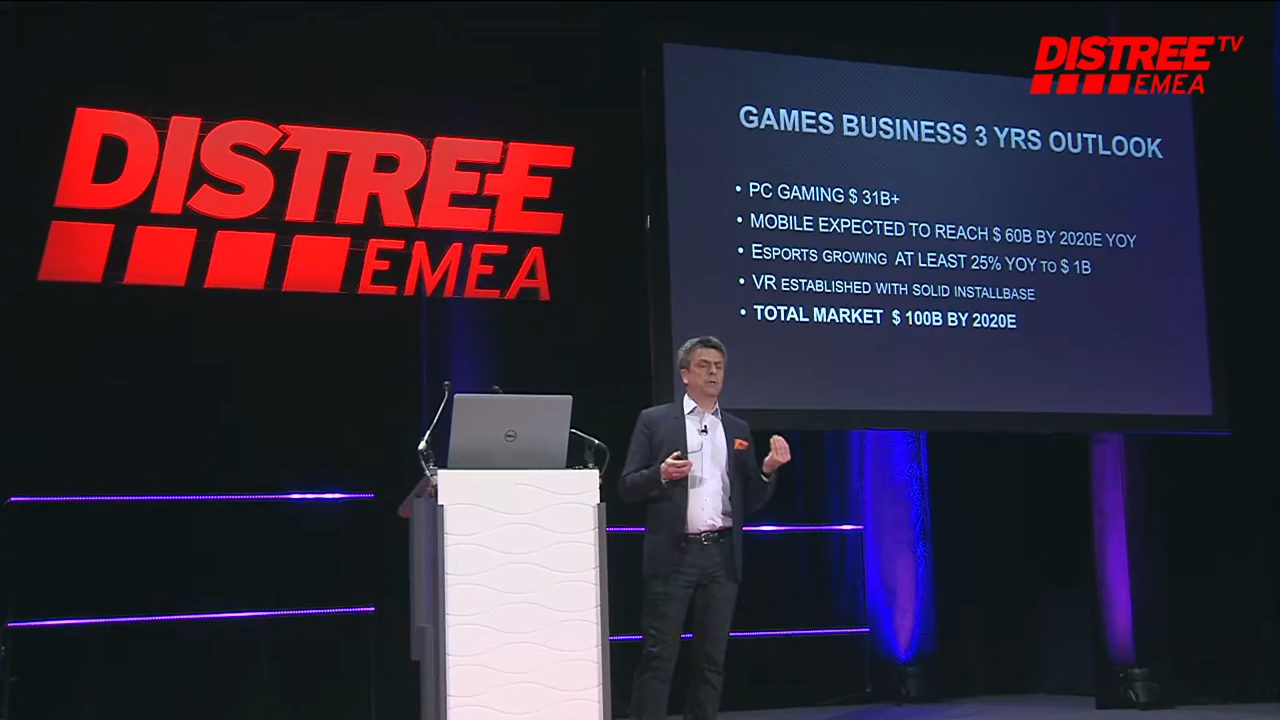 DISTREE
EMEA
DISTREE TV
EMEA
GAMES BUSINESS 3 YRS OUTLOOK
• PC GAMING $ 31B+
• MOBILE EXPECTED TO REACH $ 60B BY 2020E YOY
• ESPORTS GROWING AT LEAST 25% YOY TO $ 1B
• VR ESTABLISHED WITH SOLID INSTALLBASE
• TOTAL MARKET $ 100B BY 2020E
DELL